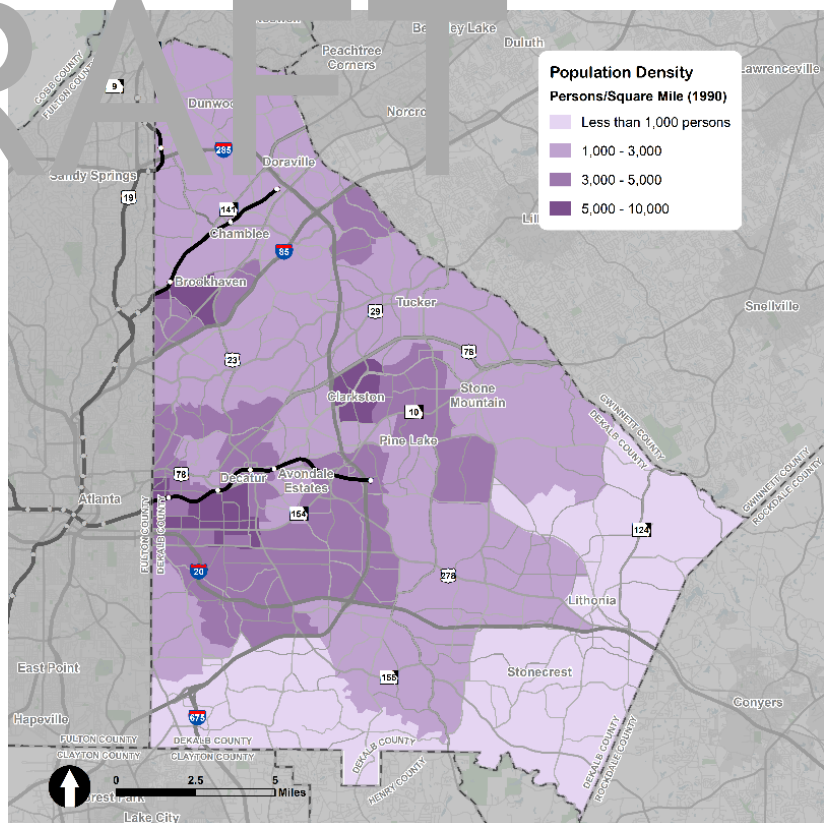 RAFT
Berkeley Lake
Peachtree
Corners
Duluth
Lawrenceville
COBB COUNTY
FULTON COUNTY
9
Norcro
Dunwoo
285
Doraville
Sandy Springs
19
141
Chamblee
85
Brookhaven
Population Density
Persons/Square Mile (1990)
Less than 1,000 persons
1,000 - 3,000
3,000 - 5,000
5,000 - 10,000
Lil
Tucker
29
Snellville
23
78
Clarkston
Stone
Mountain
10
Pine Lake
GWINNETT COUNTY
DEKALB COUNTY
78
Decatur
Avondale
Estates
Atlanta
154
GWINNETT COUNTY
ROCKDALE COUNTY
FULTON COUNTY
DEKALB COUNTY
124
20
278
Lithonia
East Point
Stonecrest
155
Conyers
Hapeville
675
FULTON COUNTY
CLAYTON COUNTY
DEKALB COUNTY
CLAYTON COUNTY
DEKALB COUNTY
HENRY COUNTY
DEKALB COUNTY
ROCKDALE COUNTY
0 2.5 5
Miles
Forest Park
Lake City